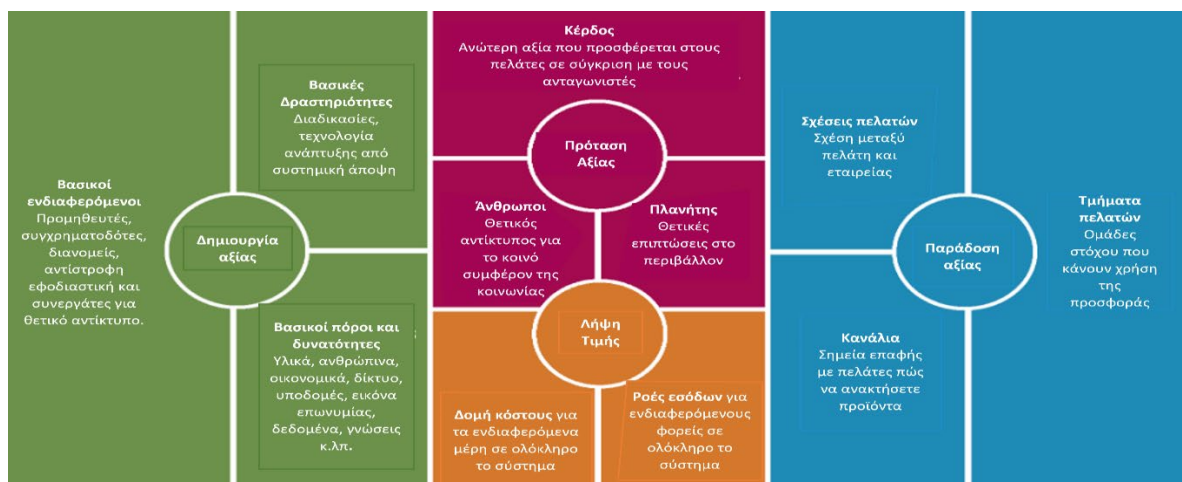 Βασικοί
ενδιαφερόμενοι
Προμηθευτές,
συγχρηματοδότες,
διανομείς,
αντίστροφη
εφοδιαστική και
συνεργάτες για
θετικό αντίκτυπο.
Βασικές
Δραστηριότητες
Διαδικασίες,
τεχνολογία
ανάπτυξης από
συστημική άποψη
Δημιουργία
αξίας
Βασικοί πόροι και
δυνατότητες
Υλικά, ανθρώπινα,
οικονομικά, δίκτυο,
υποδομές, εικόνα
επωνυμίας,
δεδομένα, γνώσεις
κ.λπ.
Κέρδος
Ανώτερη αξία που προσφέρεται στους
πελάτες σε σύγκριση με τους
ανταγωνιστές
Πρόταση
Αξίας
Άνθρωποι
Θετικός
αντίκτυπος για
το κοινό
συμφέρον της
κοινωνίας
Πλανήτης
Θετικές
επιπτώσεις στο
περιβάλλον
Λήψη
Τιμής
Δομή κόστους για
τα ενδιαφερόμενα
μέρη σε ολόκληρο
το σύστημα
Ροές εσόδων για
ενδιαφερόμενους
φορείς σε
ολόκληρο το
σύστημα
Σχέσεις πελατών
Σχέση μεταξύ
πελάτη και
εταιρείας
Παράδοση
αξίας
Κανάλια
Σημεία επαφής
με πελάτες πώς
να ανακτήσετε
προϊόντα
Τμήματα
πελατών
Ομάδες
στόχου που
κάνουν χρήση
της
προσφοράς